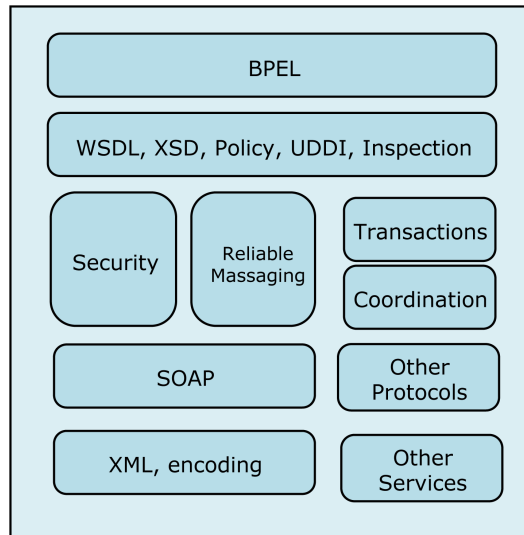 BPEL
WSDL, XSD, Policy, UDDI, Inspection
Security
Reliable
Massaging
Transactions
Coordination
SOAP
Other
Protocols
XML, encoding
Other
Services